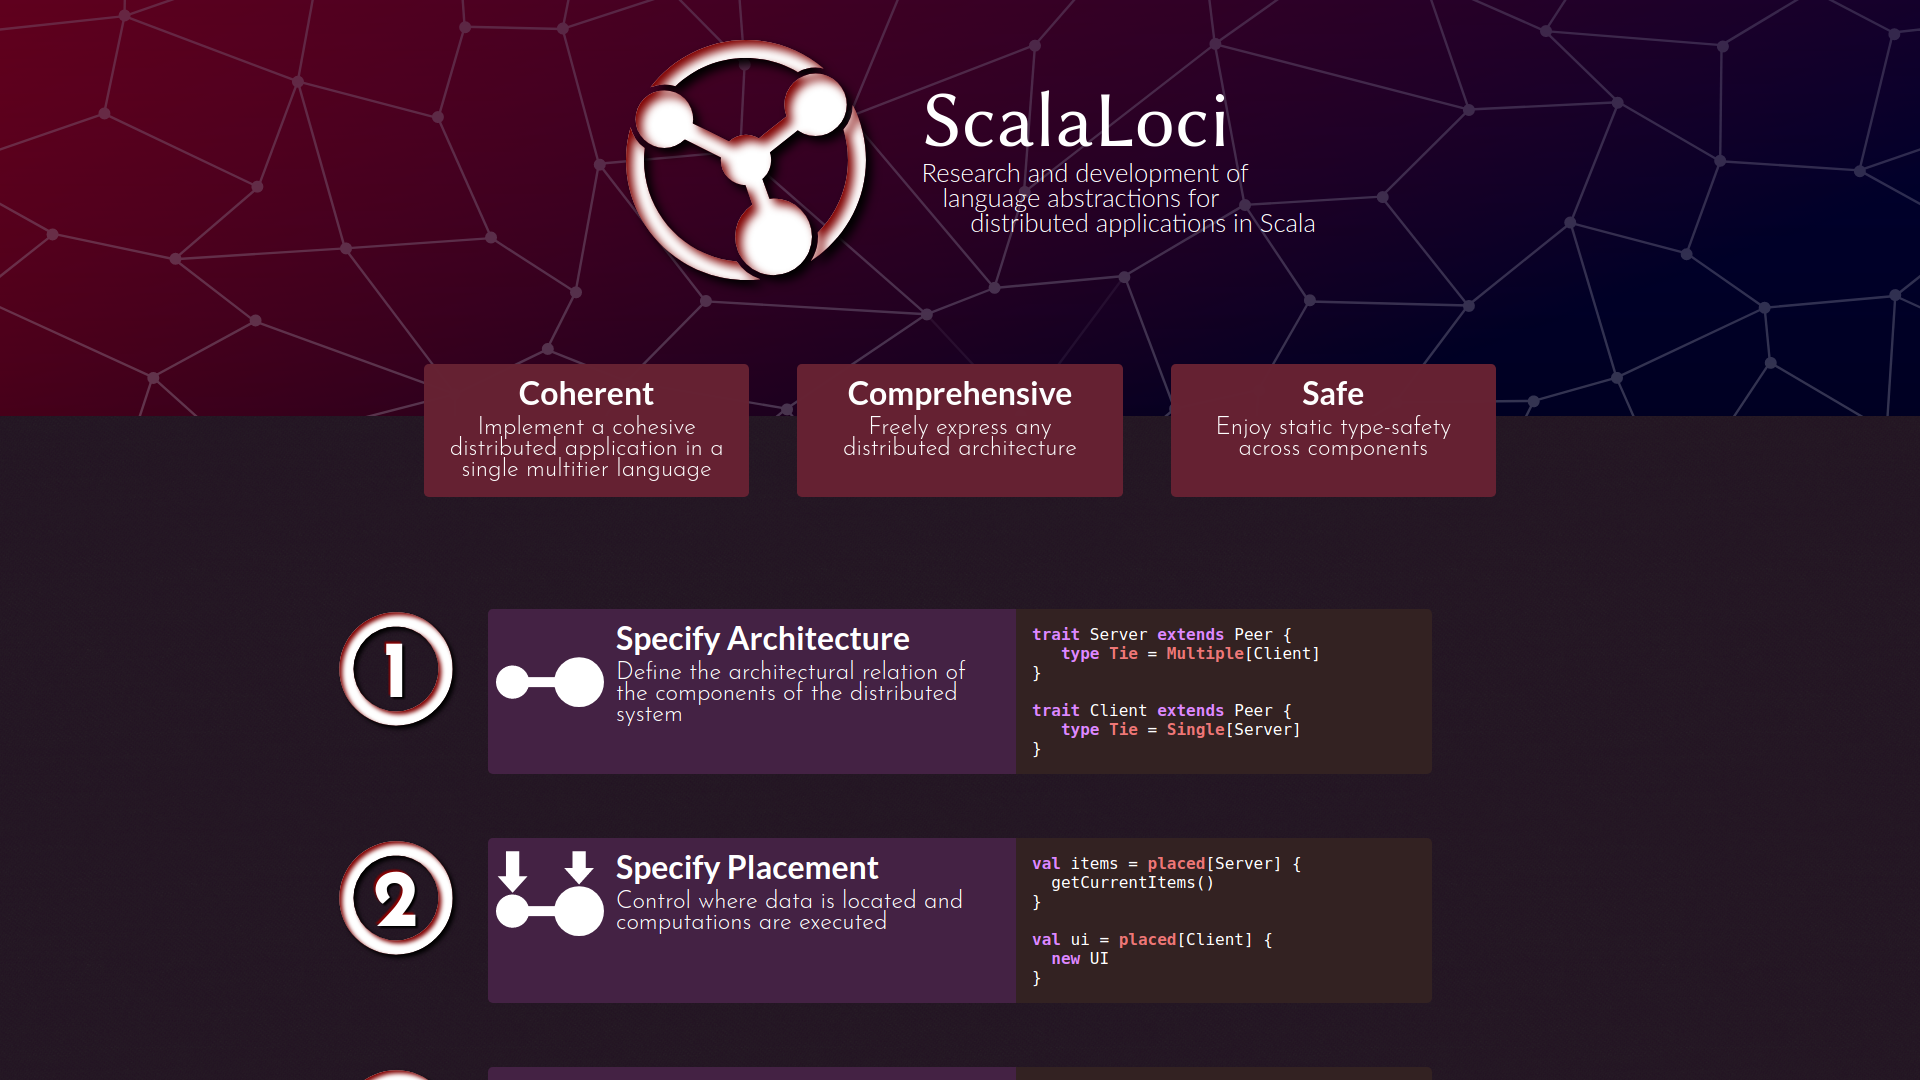 ScalaLoci
Research and development of
language abstractions for
distributed applications in Scala
Coherent
Implement a cohesive
distributed application in a
single multitier language
Comprehensive
Freely express any
distributed architecture
Safe
Enjoy static type-safety
across components
1
Specify Architecture
Define the architectural relation of
the components of the distributed
system
trait Server extends Peer {
   type Tie = Multiple[Client]
}
trait Client extends Peer {
   type Tie = Single[Server]
}
2
Specify Placement
Control where data is located and
computations are executed
val items = placed[Server] {
  getCurrentItems()
}
val ui = placed[Client] {
  new UI
}